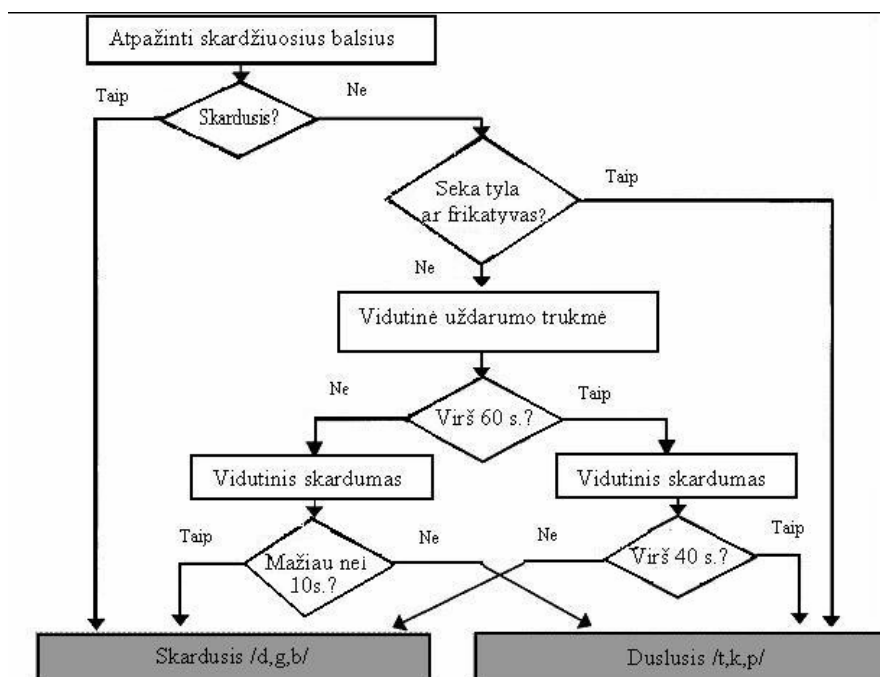 Atpažinti skardžiuosius balsius
Taip
Ne
Skardusis?
Seka tyla
ar frikatyvas?
Taip
Ne
Vidutinė uždarumo trukmė
Ne
Taip
Virš 60 s.?
Vidutinis skardumas
Vidutinis skardumas
Taip
Ne
Ne
Taip
Mažiau nei
10s.?
Virš 40 s.?
Skardusis /d,g,b/
Duslusis /t,k,p/